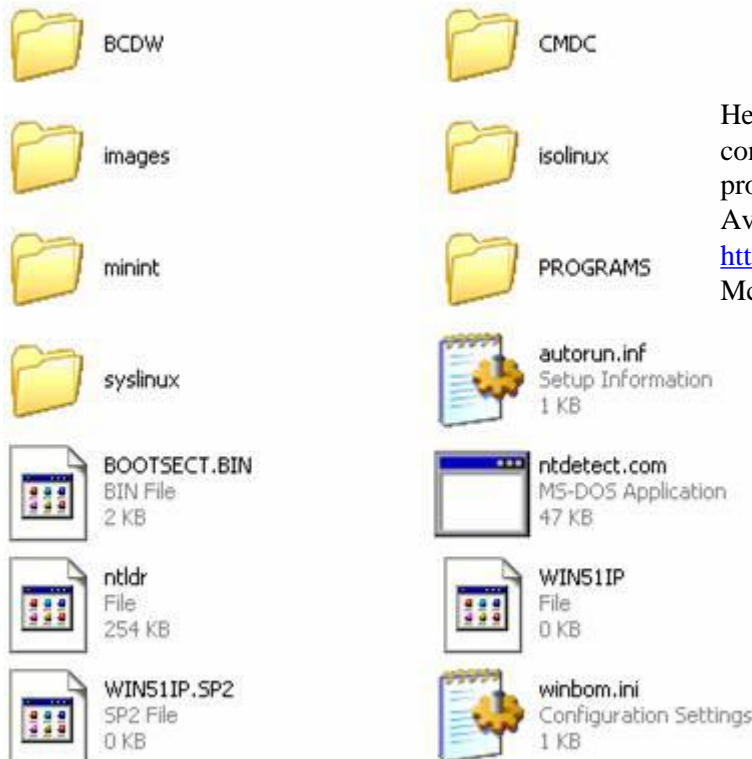 BCDW
CMDC
images
isolinux
minint
PROGRAMS
syslinux
autorun.inf
Setup Information
1 KB
BOOTSECT.BIN
BIN File
2 KB
ntdetect.com
MS-DOS Application
47 KB
ntldr
File
254 KB
WIN51IP
File
0 KB
WIN51IP.SP2
SP2 File
0 KB
winbom.ini
Configuration Settings
1 KB
He
pro
Av
htt